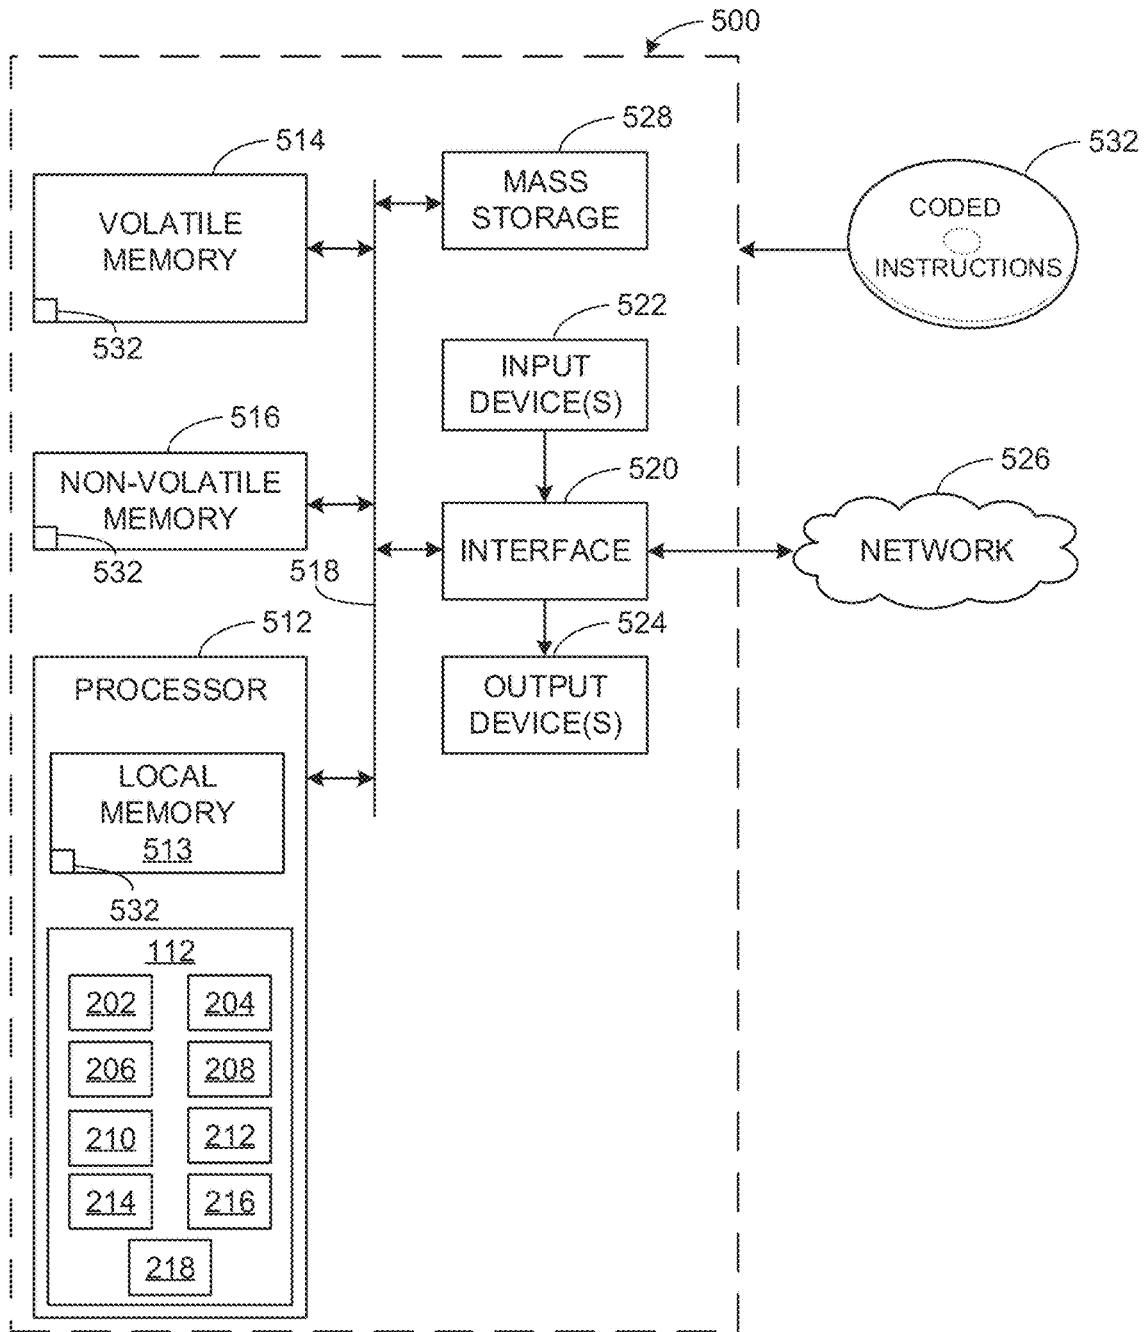 500
514
528
532
VOLATILE
MEMORY
MASS
STORAGE
CODED
INSTRUCTIONS
532
522
INPUT
DEVICE(S)
516
520
526
NON-VOLATILE
MEMORY
INTERFACE
NETWORK
532
518
512
524
PROCESSOR
OUTPUT
DEVICE(S)
LOCAL
MEMORY
513
532
112
202
204
206
208
210
212
214
216
218